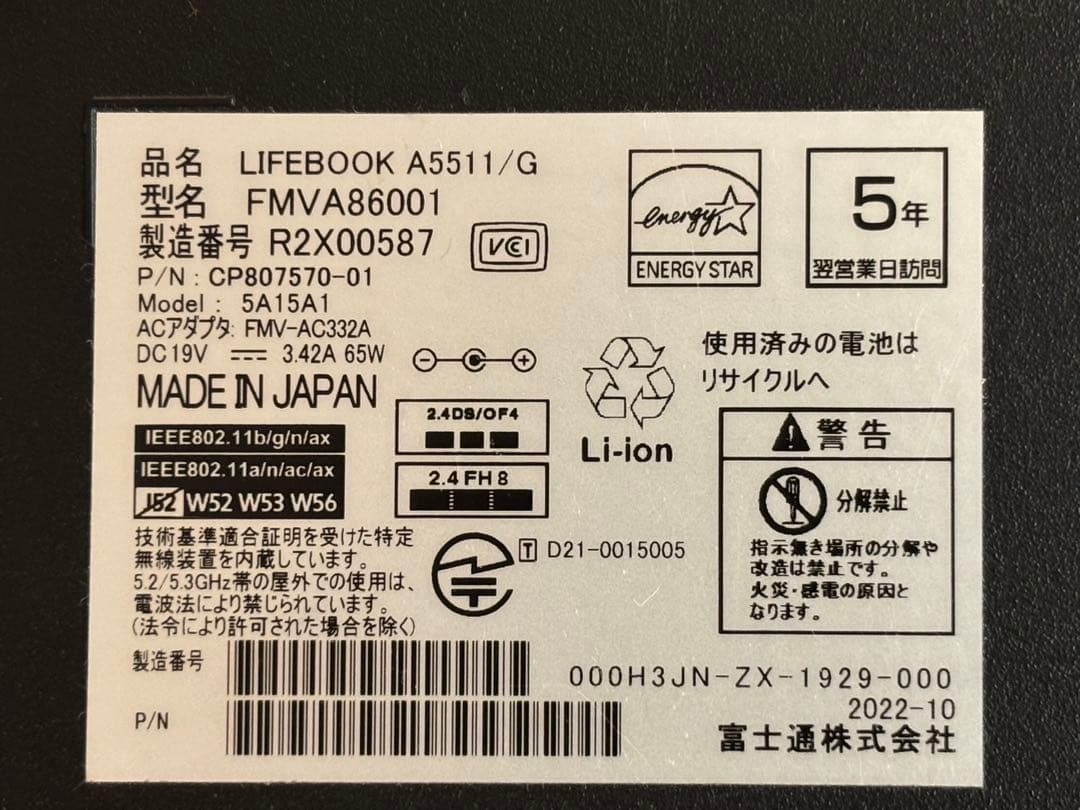 品名 LIFEBOOK A5511/G
型名 FMVA86001
製造番号 R2X00587
VCI
P/N : CP807570-01
Model : 5A15A1
ACアダプタ: FMV-AC332A
DC19V 3.42A 65W
MADE IN JAPAN
energy
ENERGY STAR
5年
翌営業日訪問
使用済みの電池は
リサイクルへ
Li-ion
2.4DS/OF4
2.4FH8
IEEE802.11b/g/n/ax
IEEE802.11a/n/ac/ax
J52 W52 W53 W56
技術基準適合証明を受けた特定
無線装置を内蔵しています。
5.2/5.3GHz帯の屋外での使用は、
電波法により禁じられています。
(法令により許可された場合を除く)
T D21-0015005
警告
分解禁止
指示無き場所の分解や
改造は禁止です。
火災・感電の原因と
なります。
製造番号
P/N
000H3JN-ZX-1929-000
2022-10
富士通株式会社